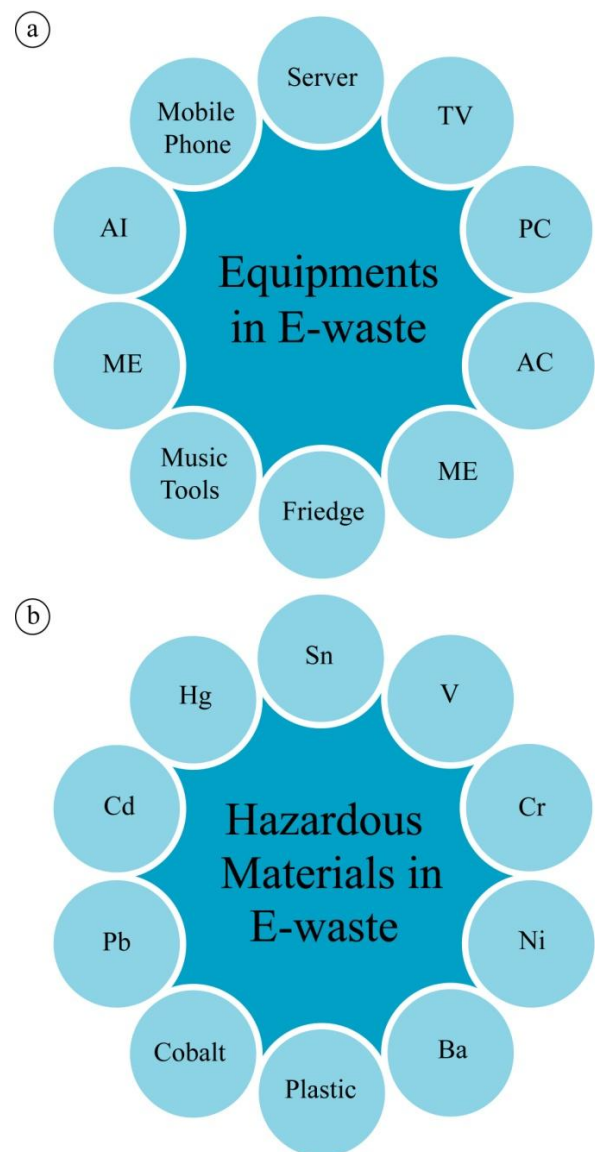 a
Server
TV
PC
AC
ME
Friedge
Music
Tools
ME
AI
Mobile
Phone
Equipments
in E-waste
b
Sn
V
Cr
Ni
Ba
Plastic
Cobalt
Pb
Cd
Hg
Hazardous
Materials in
E-waste